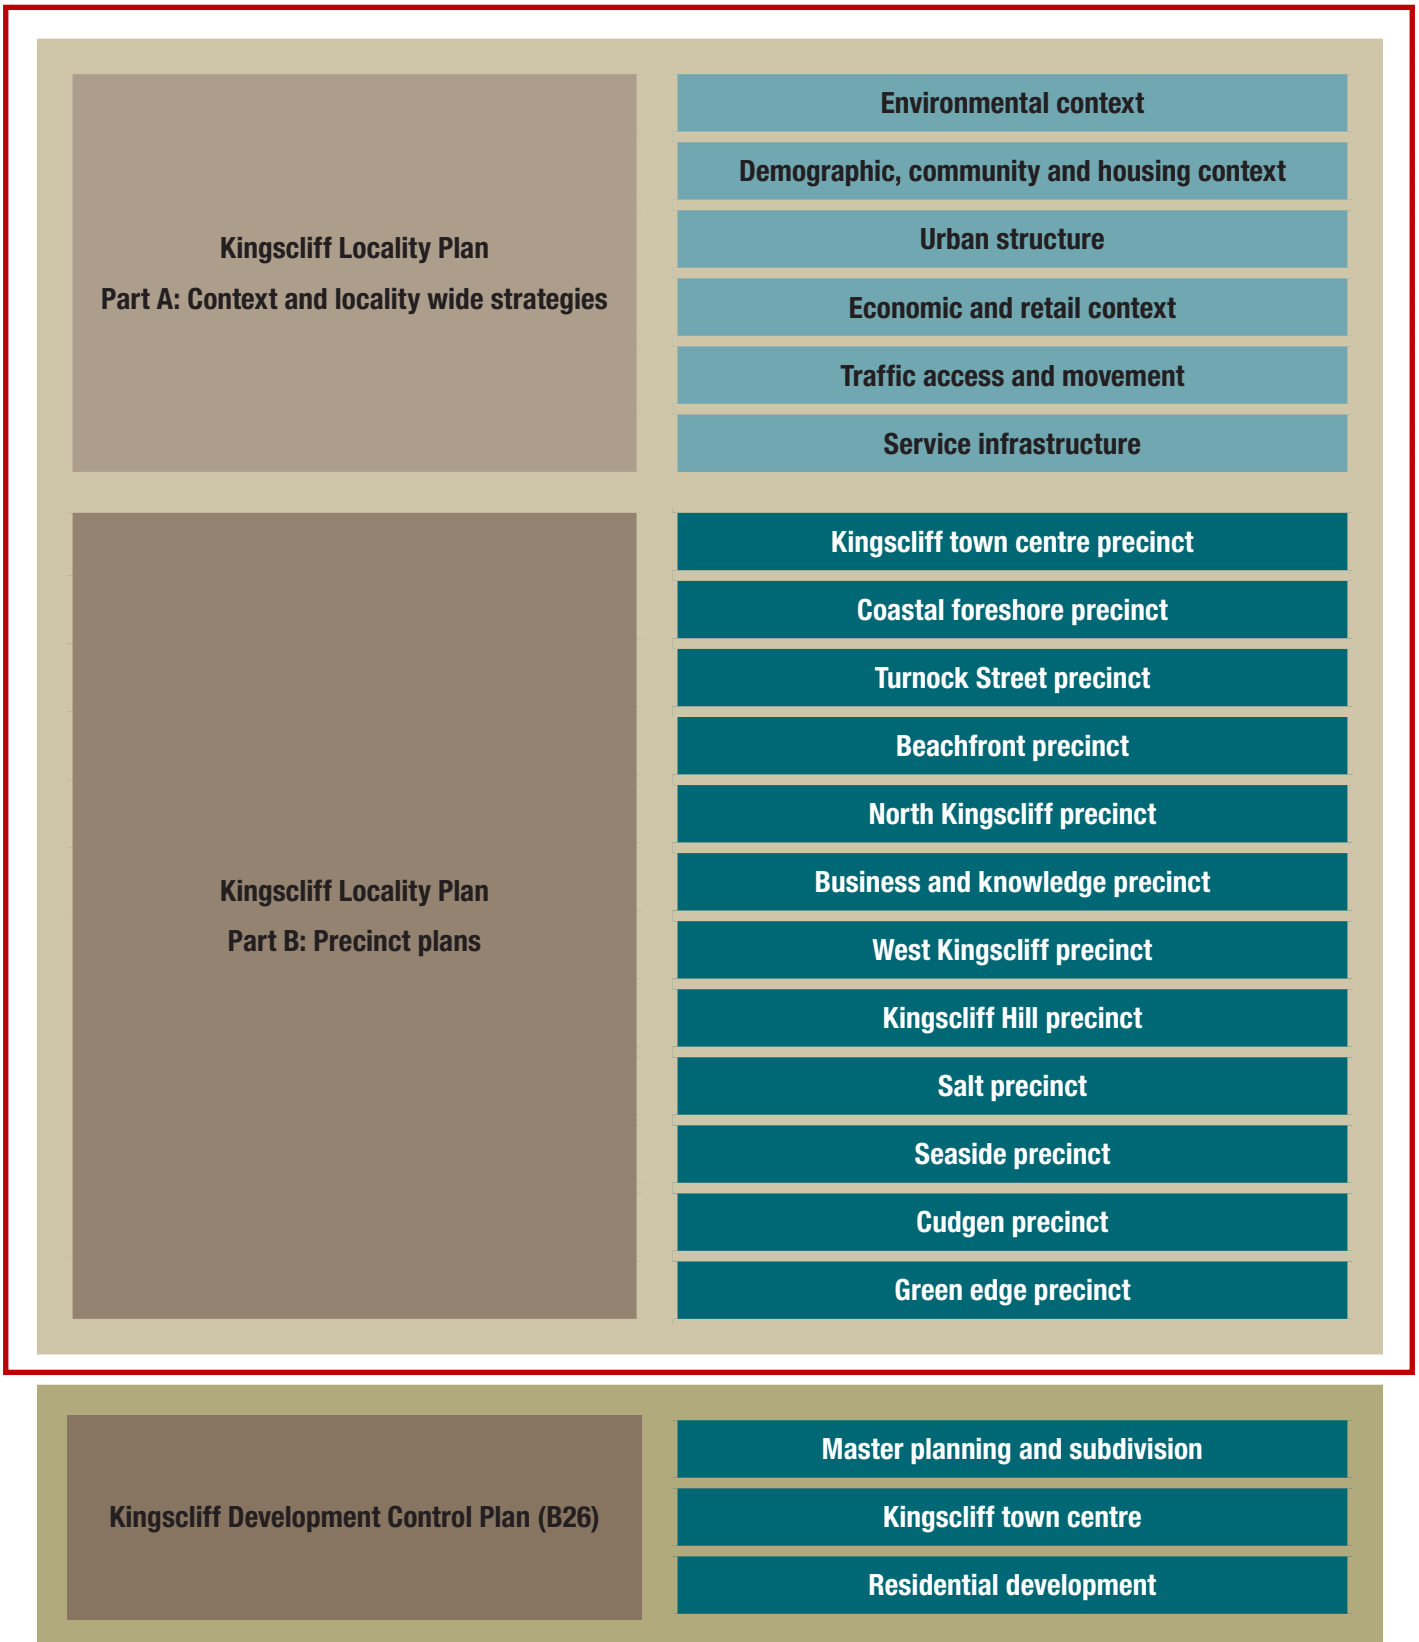 Kingscliff Locality Plan
Part A: Context and locality wide strategies
Environmental context
Demographic, community and housing context
Urban structure
Economic and retail context
Traffic access and movement
Service infrastructure
Kingscliff Locality Plan
Part B: Precinct plans
Kingscliff town centre precinct
Coastal foreshore precinct
Turnock Street precinct
Beachfront precinct
North Kingscliff precinct
Business and knowledge precinct
West Kingscliff precinct
Kingscliff Hill precinct
Salt precinct
Seaside precinct
Cudgen precinct
Green edge precinct
Kingscliff Development Control Plan (B26)
Master planning and subdivision
Kingscliff town centre
Residential development